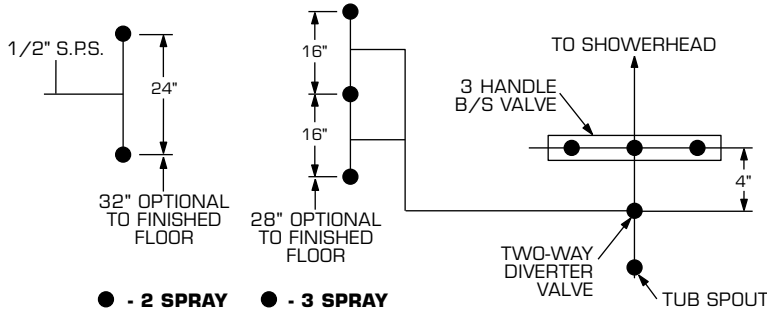 1/2" S.P.S.
24"
32" OPTIONAL
TO FINISHED
FLOOR
16"
16"
28" OPTIONAL
TO FINISHED
FLOOR
TO SHOWERHEAD
3 HANDLE
B/S VALVE
4"
TWO-WAY
DIVERTER
VALVE
TUB SPOUT
- 2 SPRAY
- 3 SPRAY